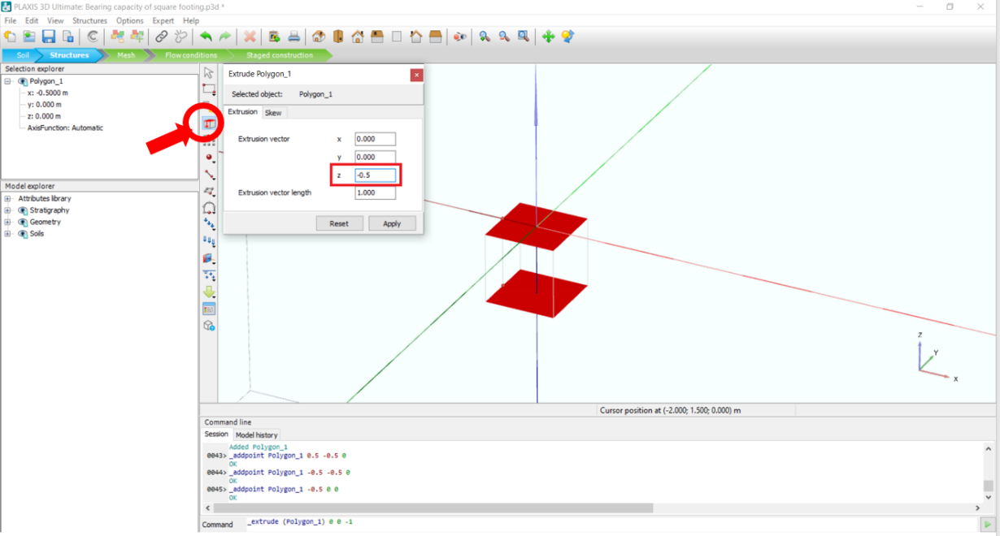 PLAXIS 3D Ultimate: Bearing capacity of square footing.p3d *
File Edit View Structures Options Expert Help
Soil Structures Mesh Flow conditions Staged construction
Selection explorer
Polygon_1
x: -0.5000 m
y: 0.000 m
z: 0.000 m
AxisFunction: Automatic
Model explorer
Attributes library
Stratigraphy
Geometry
Soils
Extrude Polygon_1
Selected object: Polygon_1
Extrusion Skew
Extrusion vector x 0.000
y 0.000
z -0.5
Extrusion vector length 1.000
Reset Apply
Z
Y
X
Cursor position at (-2.000; 1.500; 0.000) m
Command line
Session Model history
Added Polygon_1
0043> _addpoint Polygon_1 0.5 -0.5 0
OK
0044> _addpoint Polygon_1 -0.5 -0.5 0
OK
0045> _addpoint Polygon_1 -0.5 0 0
OK
Command _extrude (Polygon_1) 0 0 -1